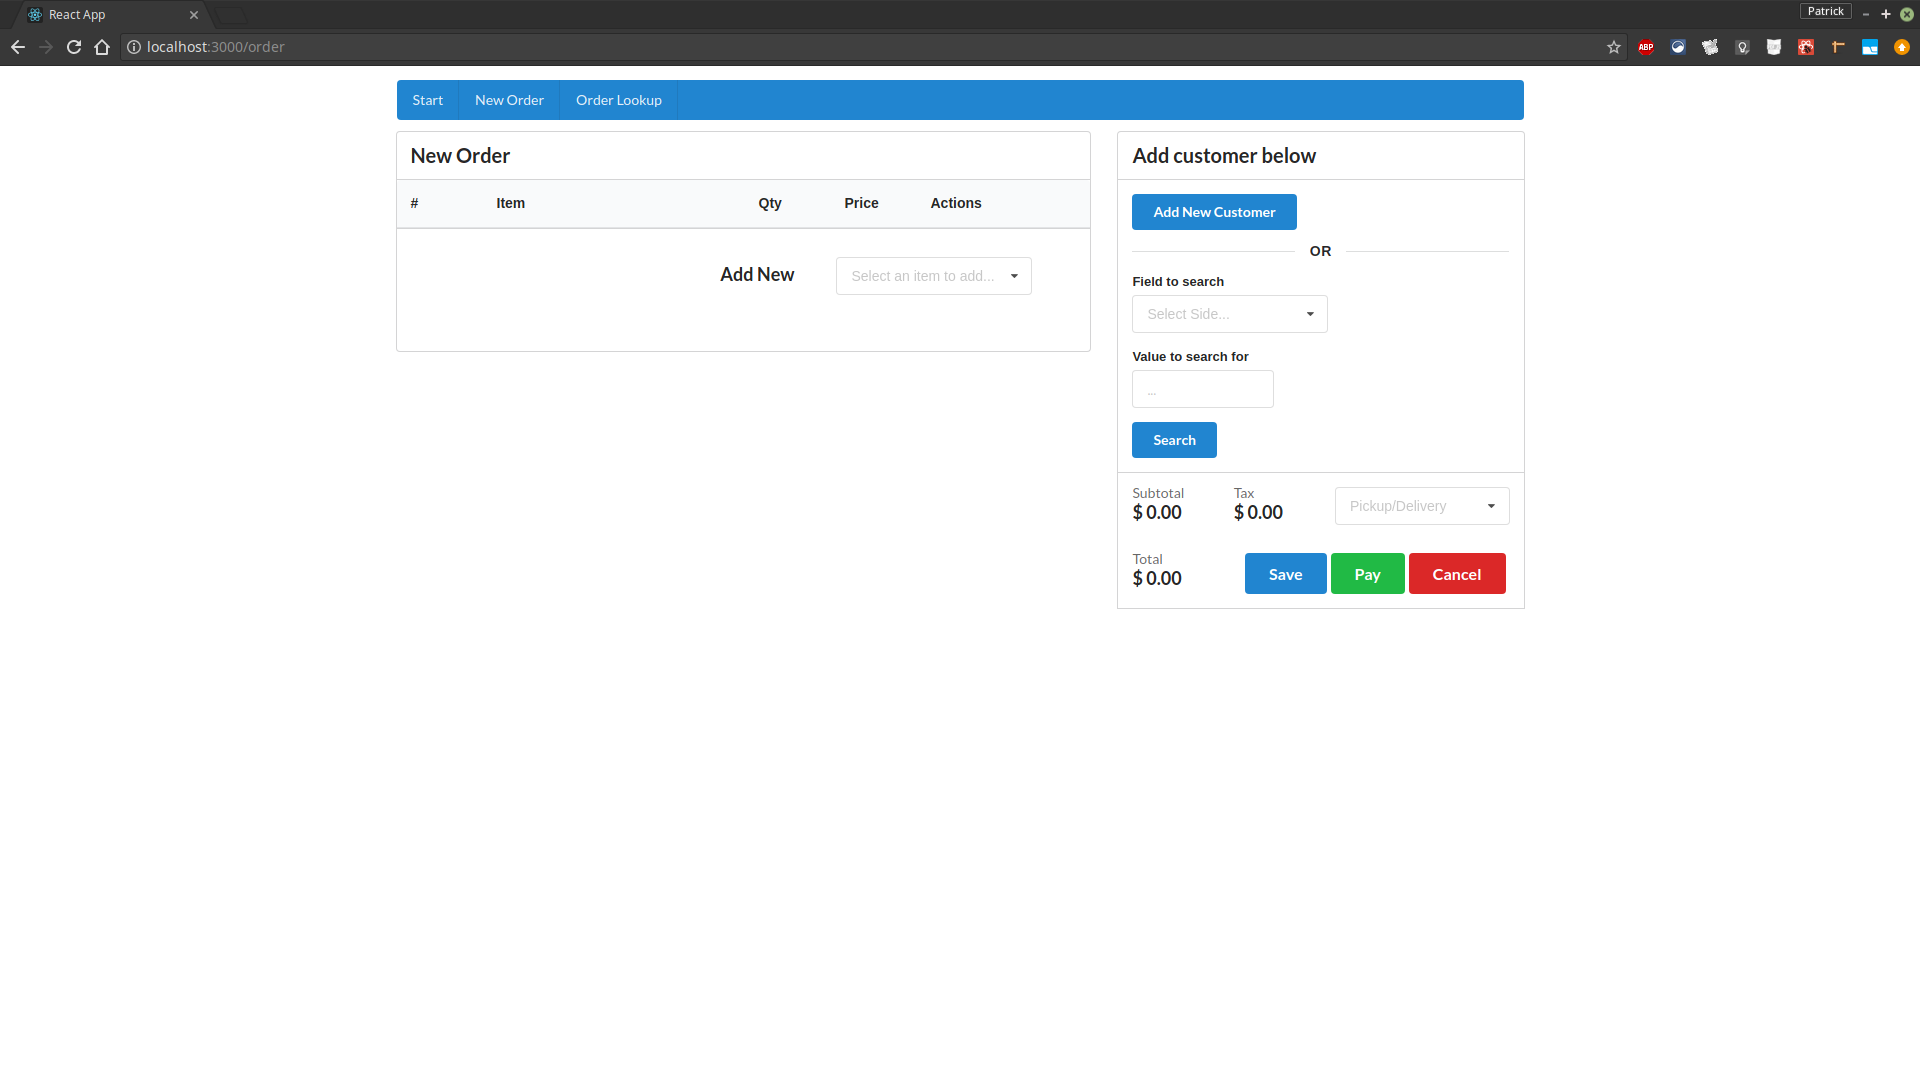 React App
Patrick
localhost:3000/order
ABP
Start New Order Order Lookup
New Order
# Item Qty Price Actions
Add New Select an item to add...
Add customer below
Add New Customer
OR
Field to search
Select Side...
Value to search for
...
Search
Subtotal Tax
$ 0.00 $ 0.00 Pickup/Delivery
Total
$ 0.00 Save Pay Cancel